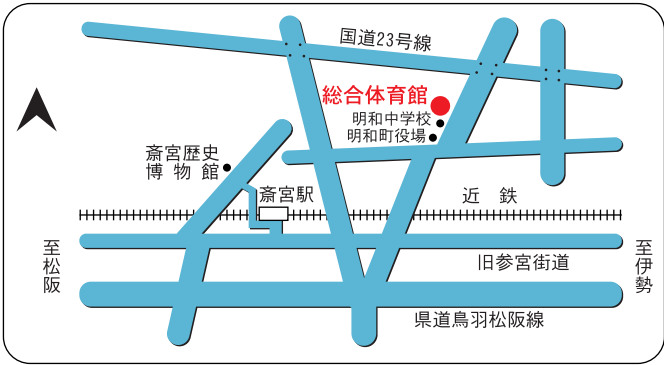 国道23号線
総合体育館
明和中学校
明和町役場
斎宮歴史
博物館
斎宮駅
近鉄
至松阪
至伊勢
旧参宮街道
県道鳥羽松阪線